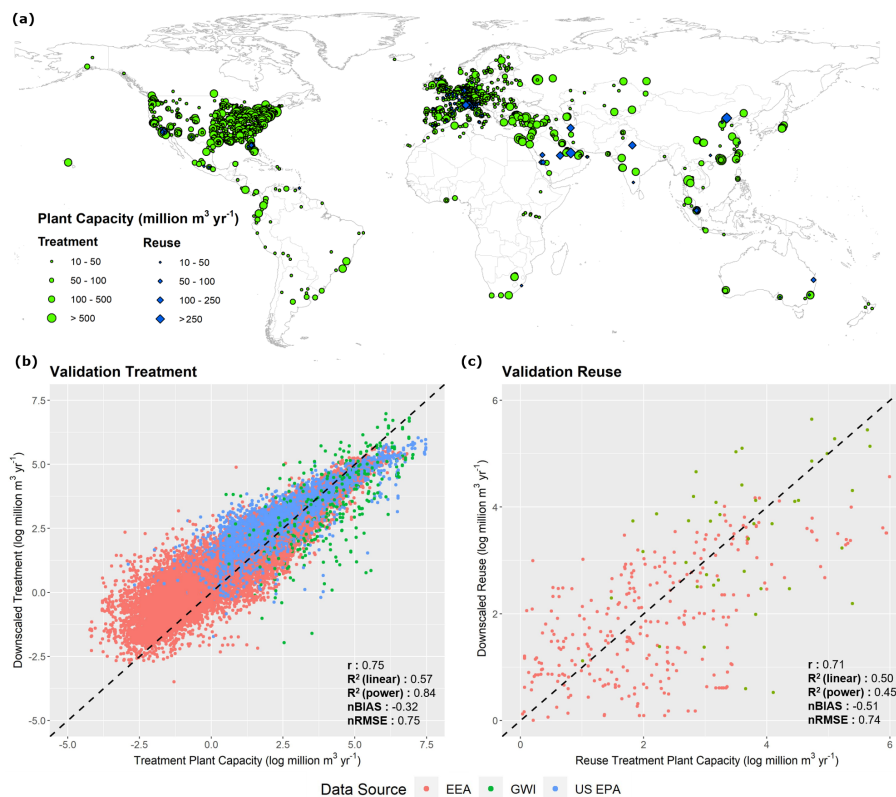 (a)
Plant Capacity (million m³ yr⁻¹)
Treatment
10 - 50
50 - 100
100 - 500
> 500
Reuse
10 - 50
50 - 100
100 - 250
>250
(b)
Validation Treatment
Downscaled Treatment (log million m³ yr⁻¹)
7.5
5.0
2.5
0.0
-2.5
-5.0
r : 0.75
R² (linear) : 0.57
R² (power) : 0.84
nBIAS : -0.32
nRMSE : 0.75
-5.0 -2.5 0.0 2.5 5.0 7.5
Treatment Plant Capacity (log million m³ yr⁻¹)
(c)
Validation Reuse
Downscaled Reuse (log million m³ yr⁻¹)
6
4
2
0
r : 0.71
R² (linear) : 0.50
R² (power) : 0.45
nBIAS : -0.51
nRMSE : 0.74
0 2 4 6
Reuse Treatment Plant Capacity (log million m³ yr⁻¹)
Data Source EEA GWI US EPA